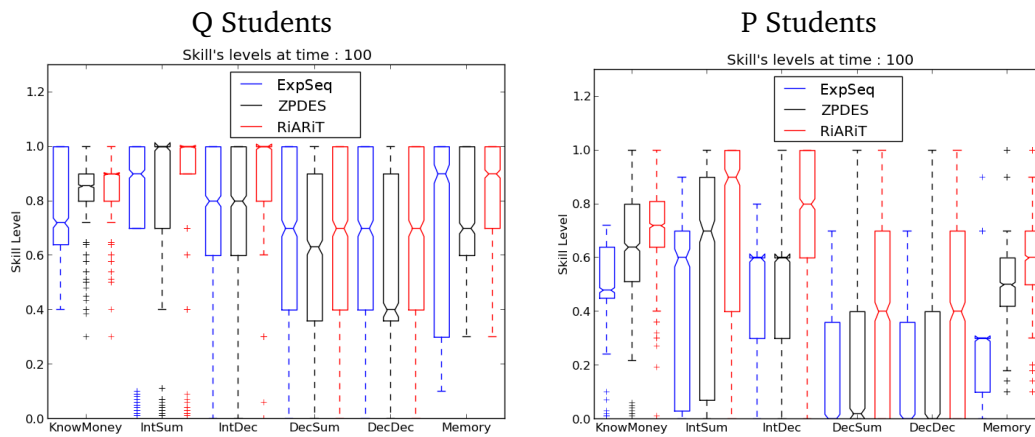 Q Students
Skill's levels at time : 100
ExpSeq
ZPDES
RiARiT
Skill Level
1.2
1.0
0.8
0.6
0.4
0.2
0.0
KnowMoney IntSum IntDec DecSum DecDec Memory
P Students
Skill's levels at time : 100
ExpSeq
ZPDES
RiARiT
Skill Level
1.2
1.0
0.8
0.6
0.4
0.2
0.0
KnowMoney IntSum IntDec DecSum DecDec Memory